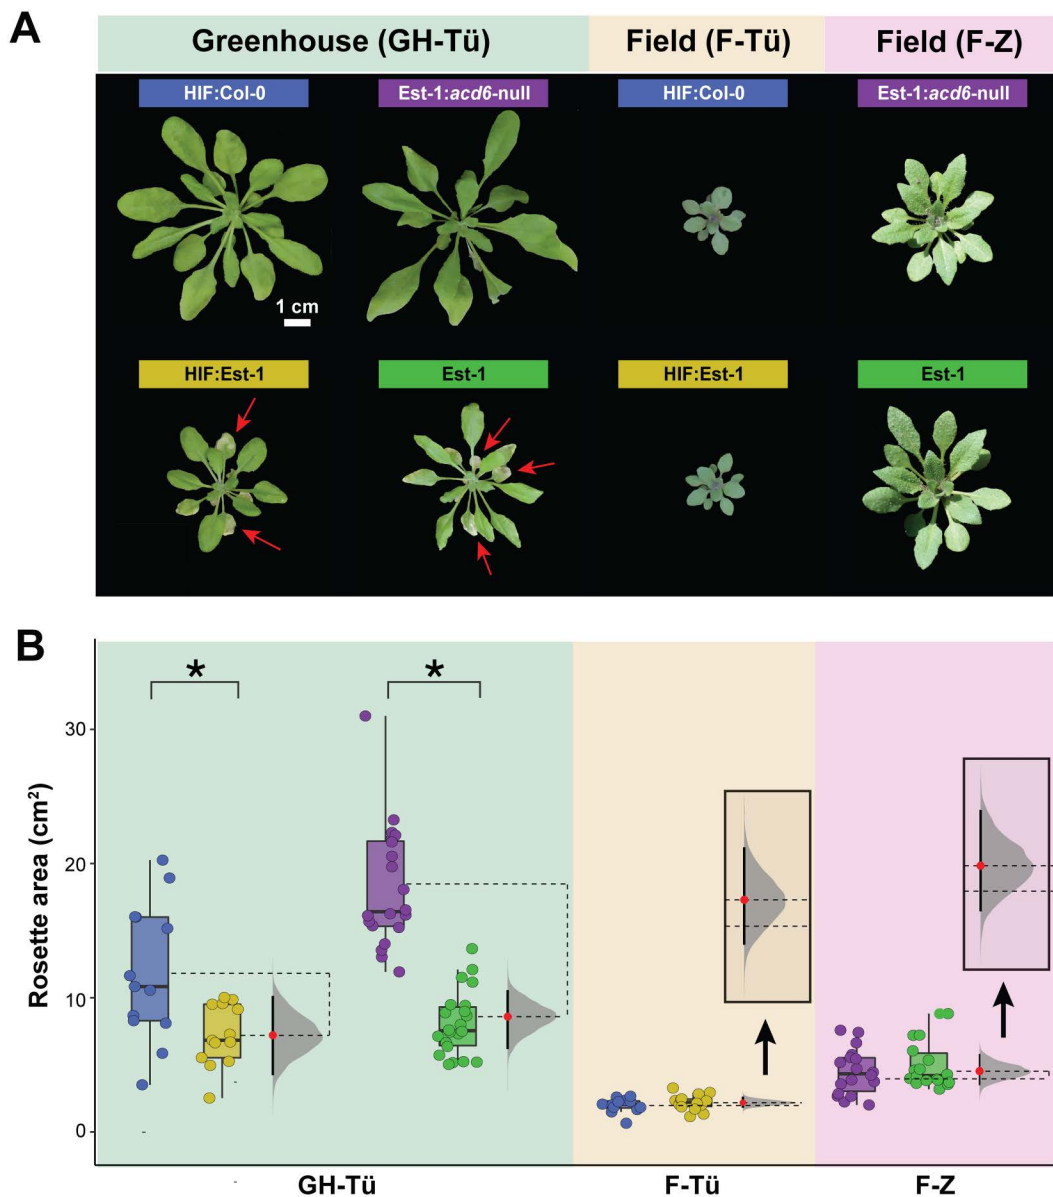 A
Greenhouse (GH-Tü) Field (F-Tü) Field (F-Z)
HIF:Col-0 Est-1:acd6-null HIF:Col-0 Est-1:acd6-null
1 cm
HIF:Est-1 Est-1 HIF:Est-1 Est-1
B
* *
Rosette area (cm²)
30
20
10
0
GH-Tü F-Tü F-Z